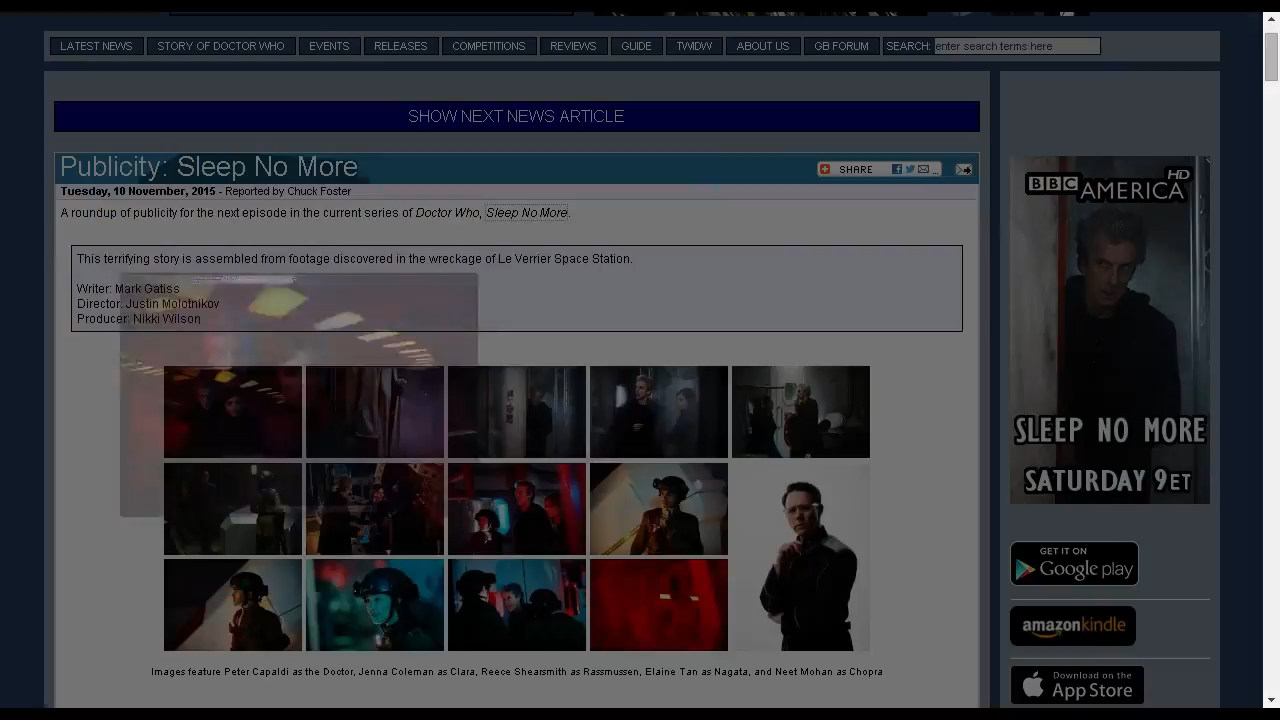 LATEST NEWS STORY OF DOCTOR WHO EVENTS RELEASES COMPETITIONS REVIEWS GUIDE TWIDW ABOUT US GB FORUM SEARCH: enter search terms here
SHOW NEXT NEWS ARTICLE
Publicity: Sleep No More
SHARE
Tuesday, 10 November, 2015 - Reported by Chuck Foster
A roundup of publicity for the next episode in the current series of Doctor Who, Sleep No More.
This terrifying story is assembled from footage discovered in the wreckage of Le Verrier Space Station.
Writer: Mark Gatiss
Director: Justin Molotnikov
Producer: Nikki Wilson
Images feature Peter Capaldi as the Doctor, Jenna Coleman as Clara, Reece Shearsmith as Rasmussen, Elaine Tan as Nagata, and Neet Mohan as Chopra
BBC AMERICA HD
SLEEP NO MORE
SATURDAY 9ET
GET IT ON
Google play
amazonkindle
Download on the
App Store